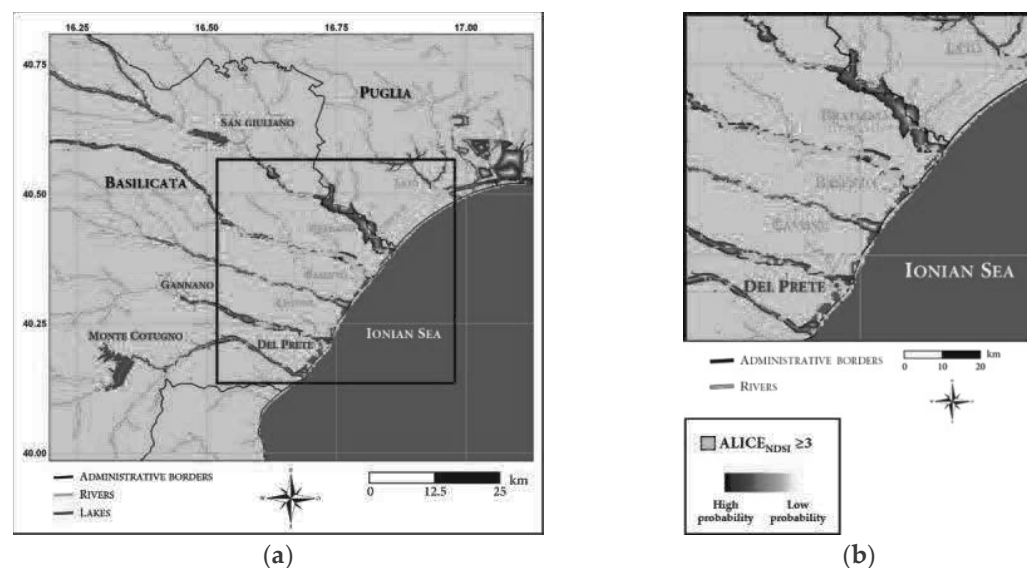 16.25 16.50 16.75 17.00
40.75
40.50
40.25
40.00
PUGLIA
SAN GIULIANO
BASILICATA
GANNANO
MONTE COTUGNO
DEL PRETE
IONIAN SEA
ADMINISTRATIVE BORDERS
RIVERS
LAKES
km
0 12.5 25
(a)
DEL PRETE
IONIAN SEA
ADMINISTRATIVE BORDERS
RIVERS
km
0 10 20
ALICE NDSI ≥3
High probability
Low probability
(b)